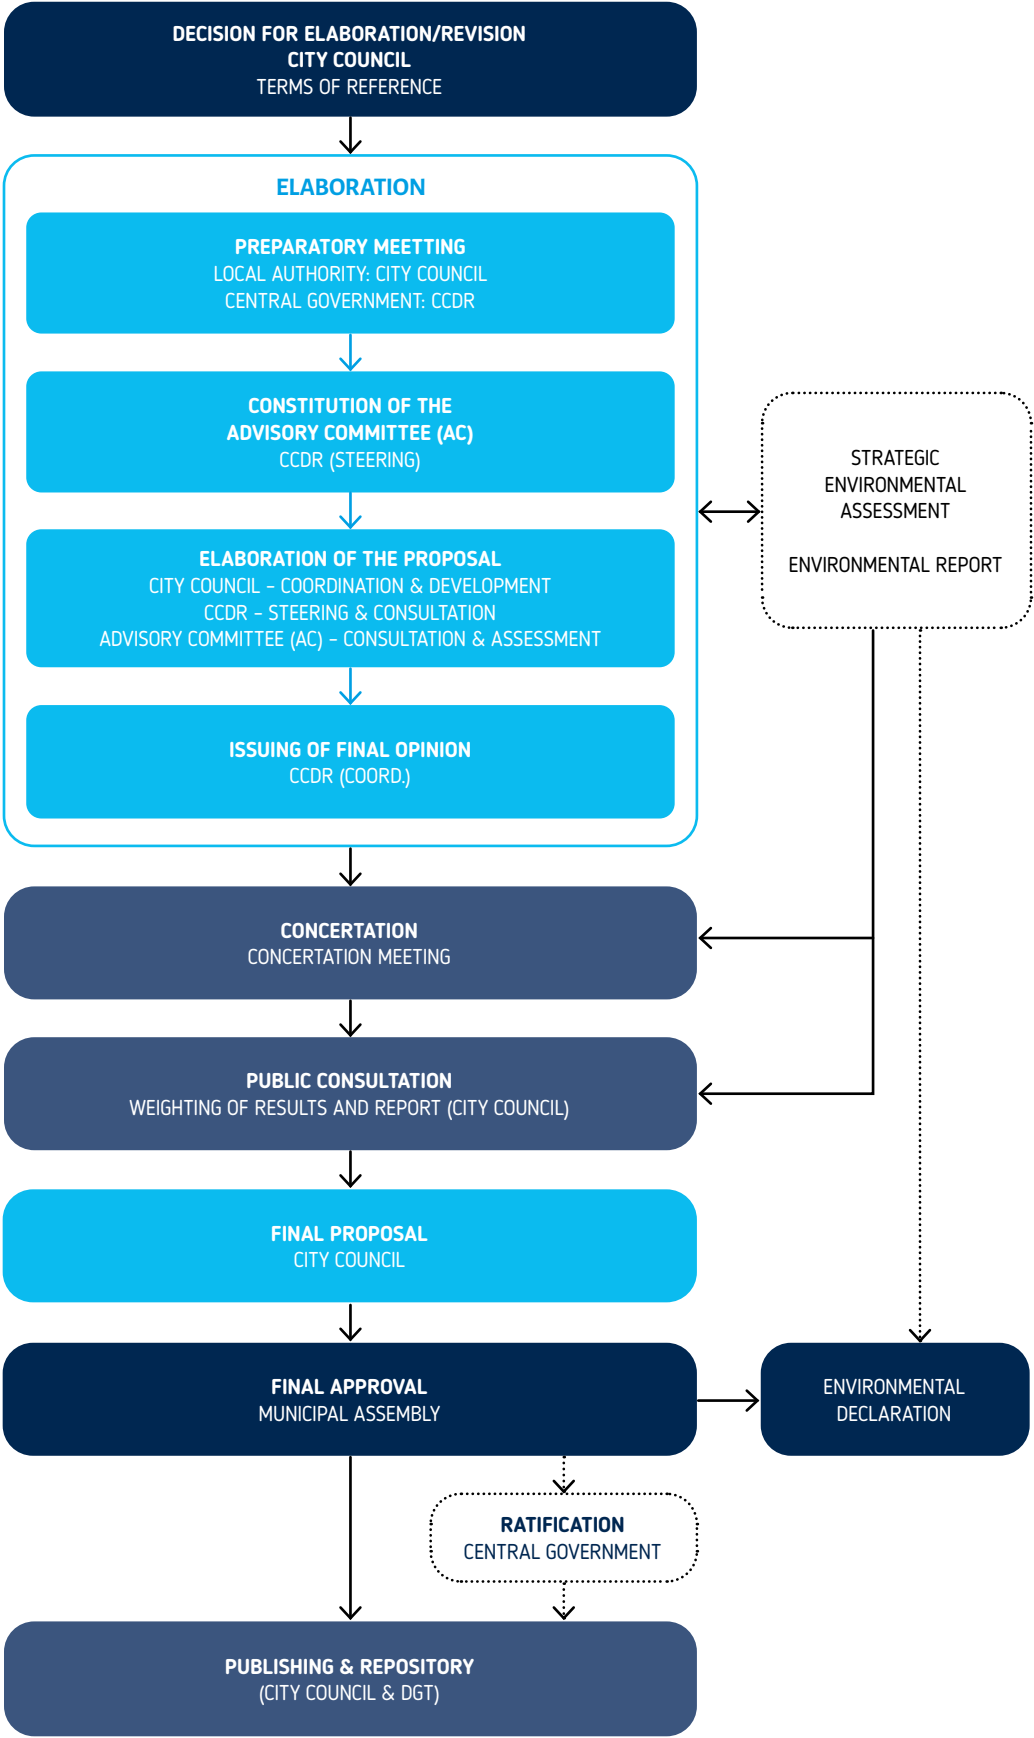 DECISION FOR ELABORATION/REVISION
CITY COUNCIL
TERMS OF REFERENCE
ELABORATION
PREPARATORY MEETTING
LOCAL AUTHORITY: CITY COUNCIL
CENTRAL GOVERNMENT: CCDR
CONSTITUTION OF THE
ADVISORY COMMITTEE (AC)
CCDR (STEERING)
STRATEGIC
ENVIRONMENTAL
ASSESSMENT
ENVIRONMENTAL REPORT
ELABORATION OF THE PROPOSAL
CITY COUNCIL – COORDINATION & DEVELOPMENT
CCDR – STEERING & CONSULTATION
ADVISORY COMMITTEE (AC) – CONSULTATION & ASSESSMENT
ISSUING OF FINAL OPINION
CCDR (COORD.)
CONCERTATION
CONCERTATION MEETING
PUBLIC CONSULTATION
WEIGHTING OF RESULTS AND REPORT (CITY COUNCIL)
FINAL PROPOSAL
CITY COUNCIL
FINAL APPROVAL
MUNICIPAL ASSEMBLY
ENVIRONMENTAL
DECLARATION
RATIFICATION
CENTRAL GOVERNMENT
PUBLISHING & REPOSITORY
(CITY COUNCIL & DGT)